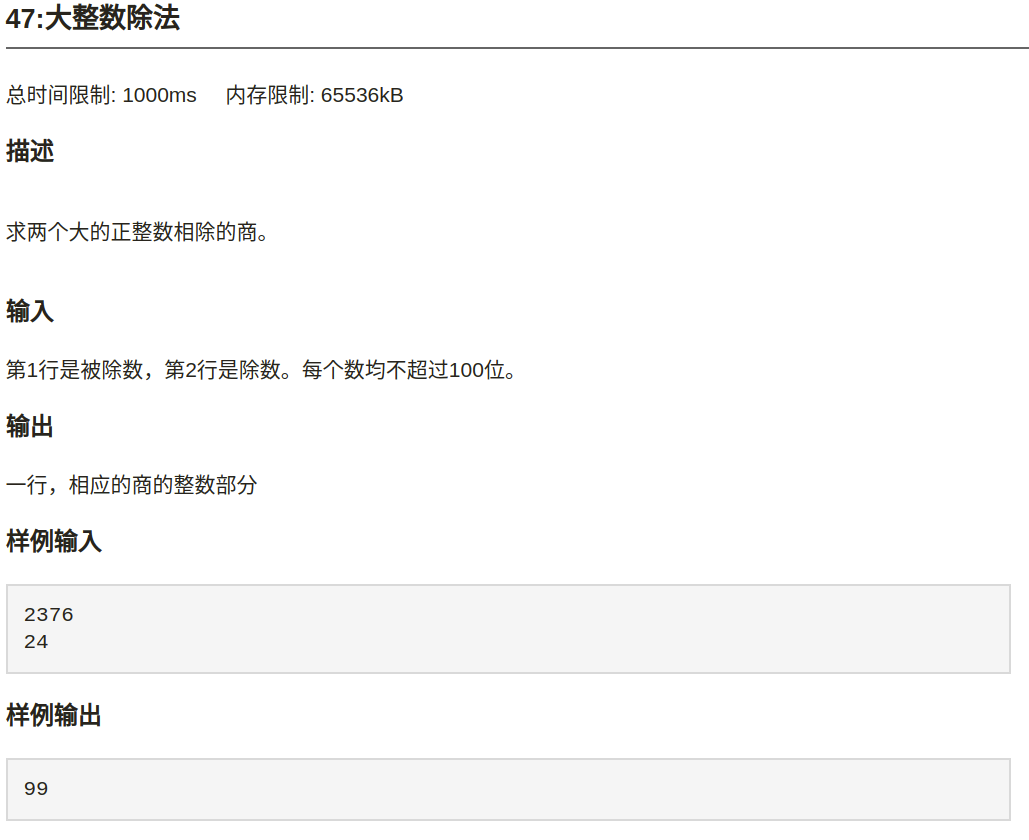 47:大整数除法
总时间限制: 1000ms 内存限制: 65536kB
描述
求两个大的正整数相除的商。
输入
第1行是被除数，第2行是除数。每个数均不超过100位。
输出
一行，相应的商的整数部分
样例输入
2376
24
样例输出
99